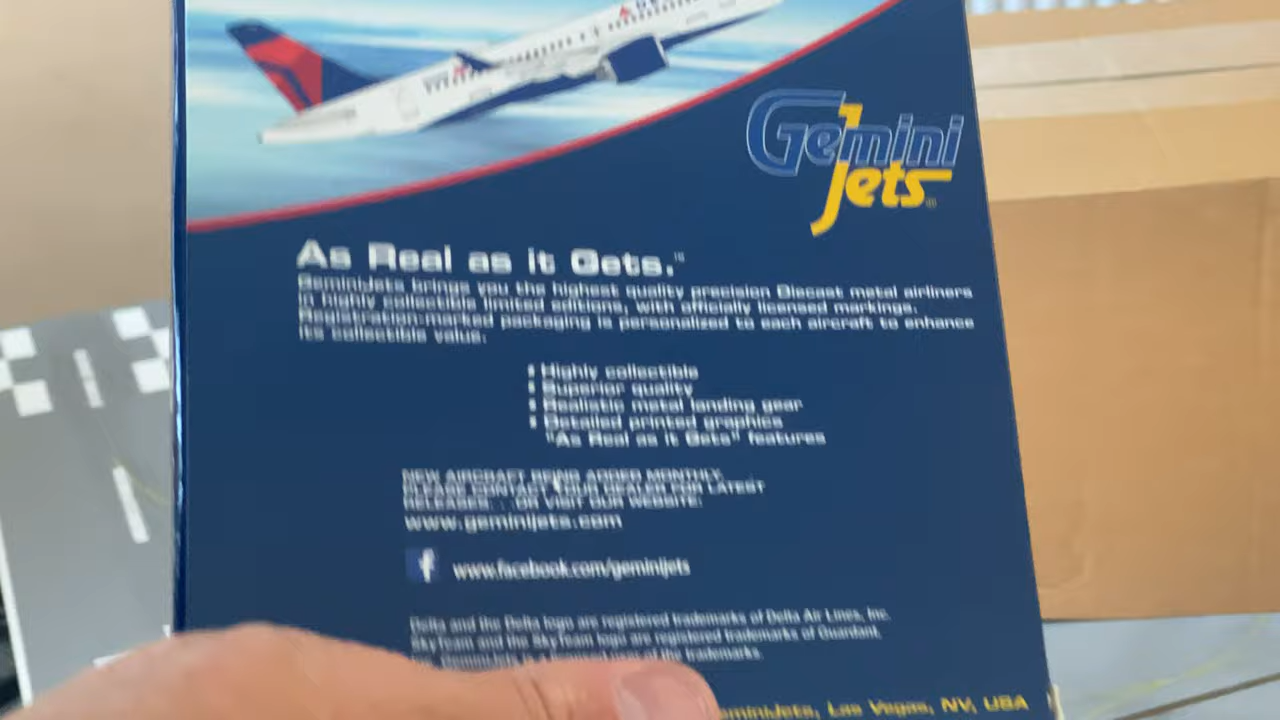 Gemini
Jets
As Real as it Gets.™
GeminiJets brings you the highest quality precision Diecast metal airliners
in highly collectible limited editions, with officially licensed markings.
Registration-marked packaging is personalized to each aircraft to enhance
its collectible value.
Highly collectible
Superior quality
Realistic metal landing gear
Detailed printed graphics
"As Real as it Gets" features
NEW AIRCRAFT BEING ADDED MONTHLY.
PLEASE CONTACT YOUR DEALER FOR LATEST
RELEASES. . . OR VISIT OUR WEBSITE:
www.geminijets.com
f www.facebook.com/geminijets
Delta and the Delta logo are registered trademarks of Delta Air Lines, Inc.
SkyTeam and the SkyTeam logo are registered trademarks of
of the trademarks.
eminiJets, Las Vegas, NV, USA